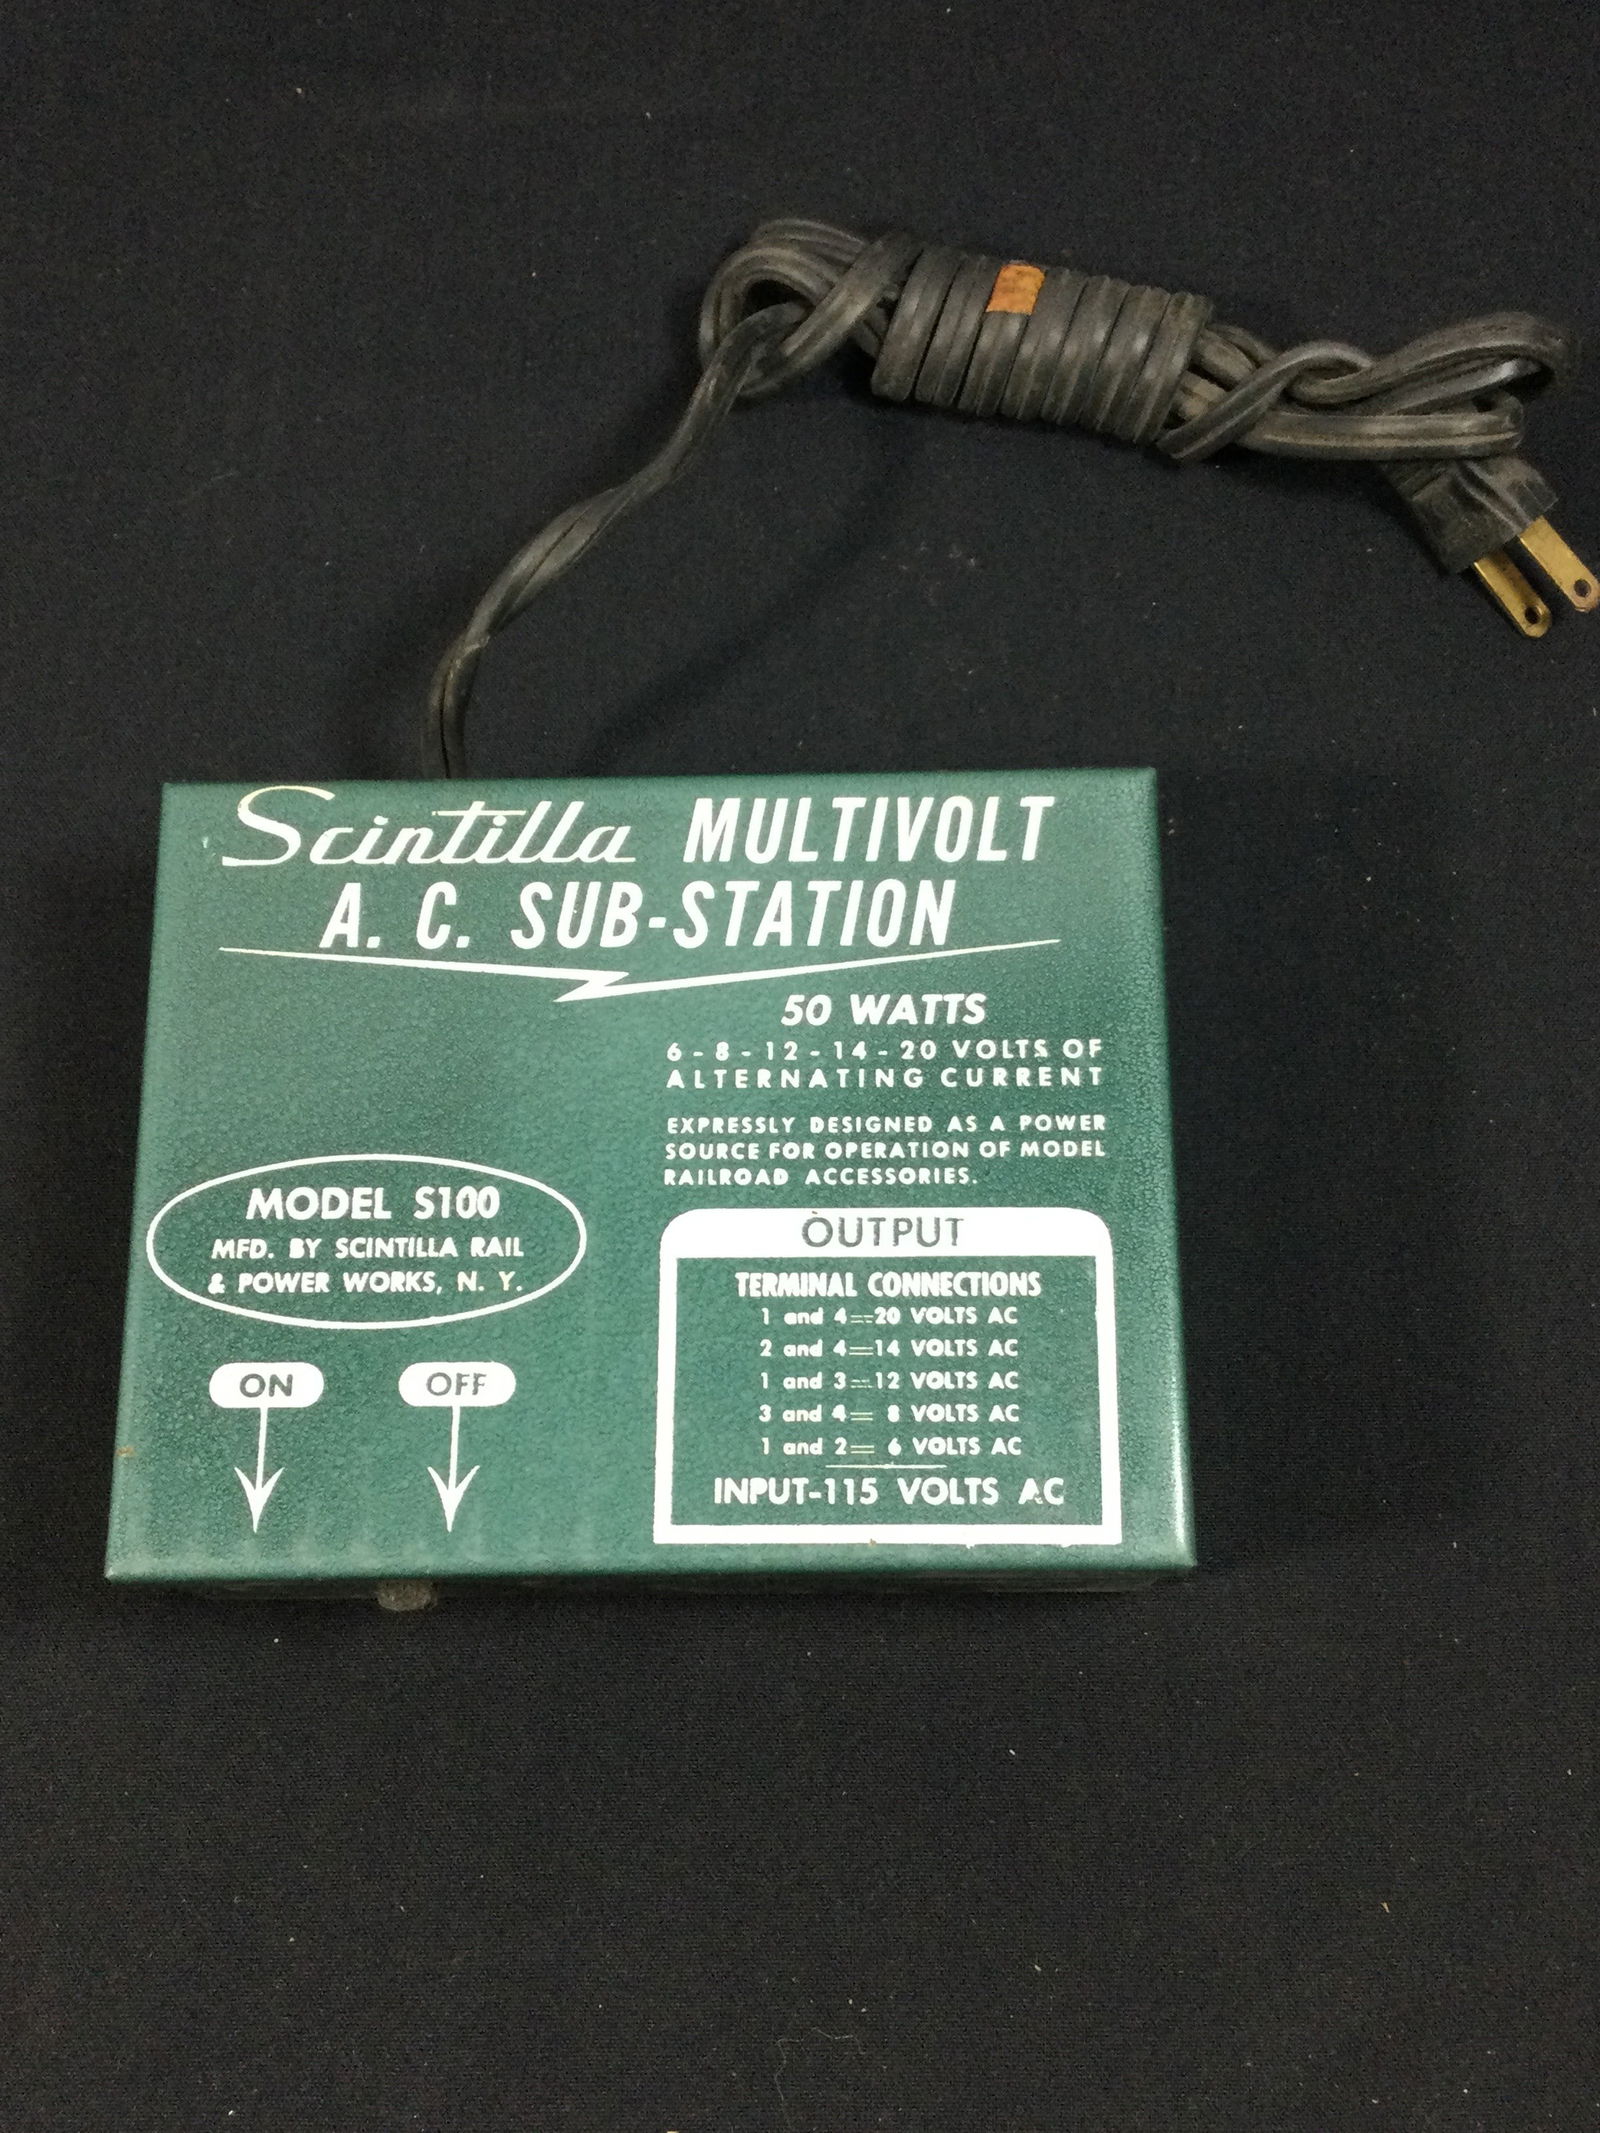 Scintilla MULTIVOLT
A. C. SUB-STATION
50 WATTS
6 - 8 - 12 - 14 - 20 VOLTS OF
ALTERNATING CURRENT
EXPRESSLY DESIGNED AS A POWER
SOURCE FOR OPERATION OF MODEL
RAILROAD ACCESSORIES.
MODEL S100
MFD. BY SCINTILLA RAIL
& POWER WORKS, N. Y.
ON OFF
OUTPUT
TERMINAL CONNECTIONS
1 and 4=20 VOLTS AC
2 and 4=14 VOLTS AC
1 and 3=12 VOLTS AC
3 and 4= 8 VOLTS AC
1 and 2= 6 VOLTS AC
INPUT-115 VOLTS AC